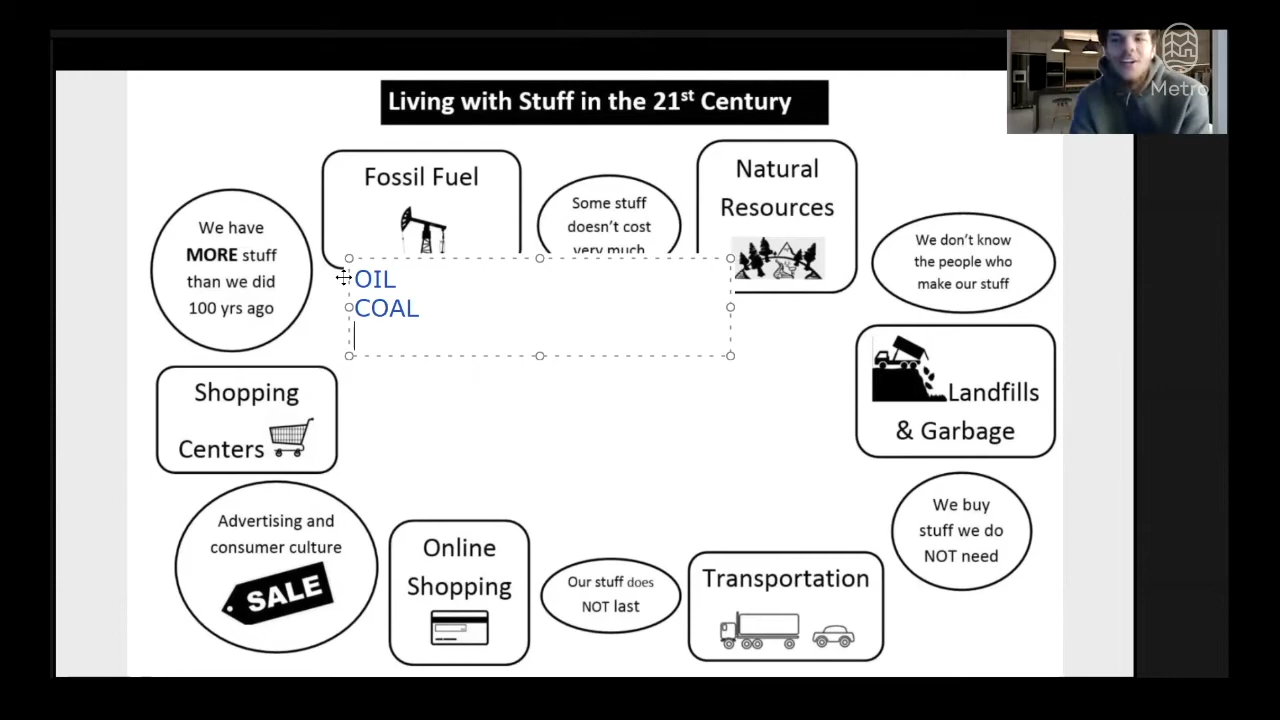 Metro
Living with Stuff in the 21st Century
Fossil Fuel
Natural
Resources
Some stuff
doesn't cost
very much
We have
MORE stuff
than we did
100 yrs ago
We don't know
the people who
make our stuff
OIL
COAL
Shopping
Centers
Landfills
& Garbage
Advertising and
consumer culture
SALE
Online
Shopping
Our stuff does
NOT last
Transportation
We buy
stuff we do
NOT need